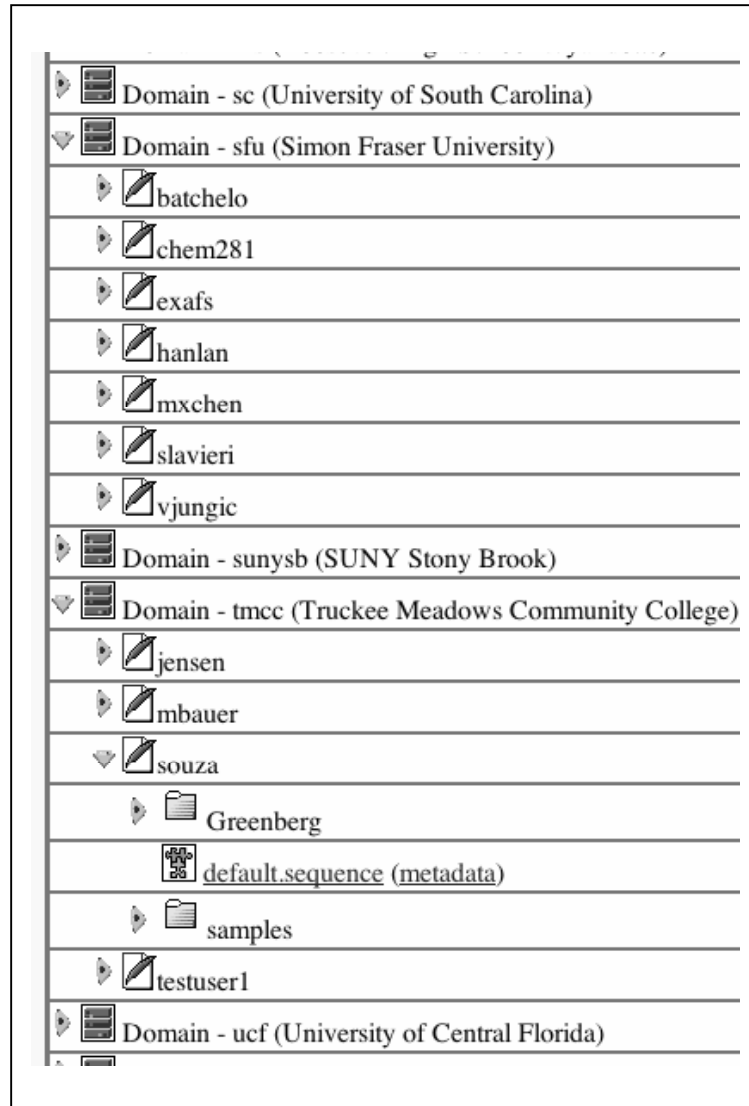 Domain - sc (University of South Carolina)
Domain - sfu (Simon Fraser University)
batchelo
chem281
exafs
hanlan
mxchen
slavieri
vjungic
Domain - sunysb (SUNY Stony Brook)
Domain - tmcc (Truckee Meadows Community College)
jensen
mbauer
souza
Greenberg
default.sequence (metadata)
samples
testuser1
Domain - ucf (University of Central Florida)